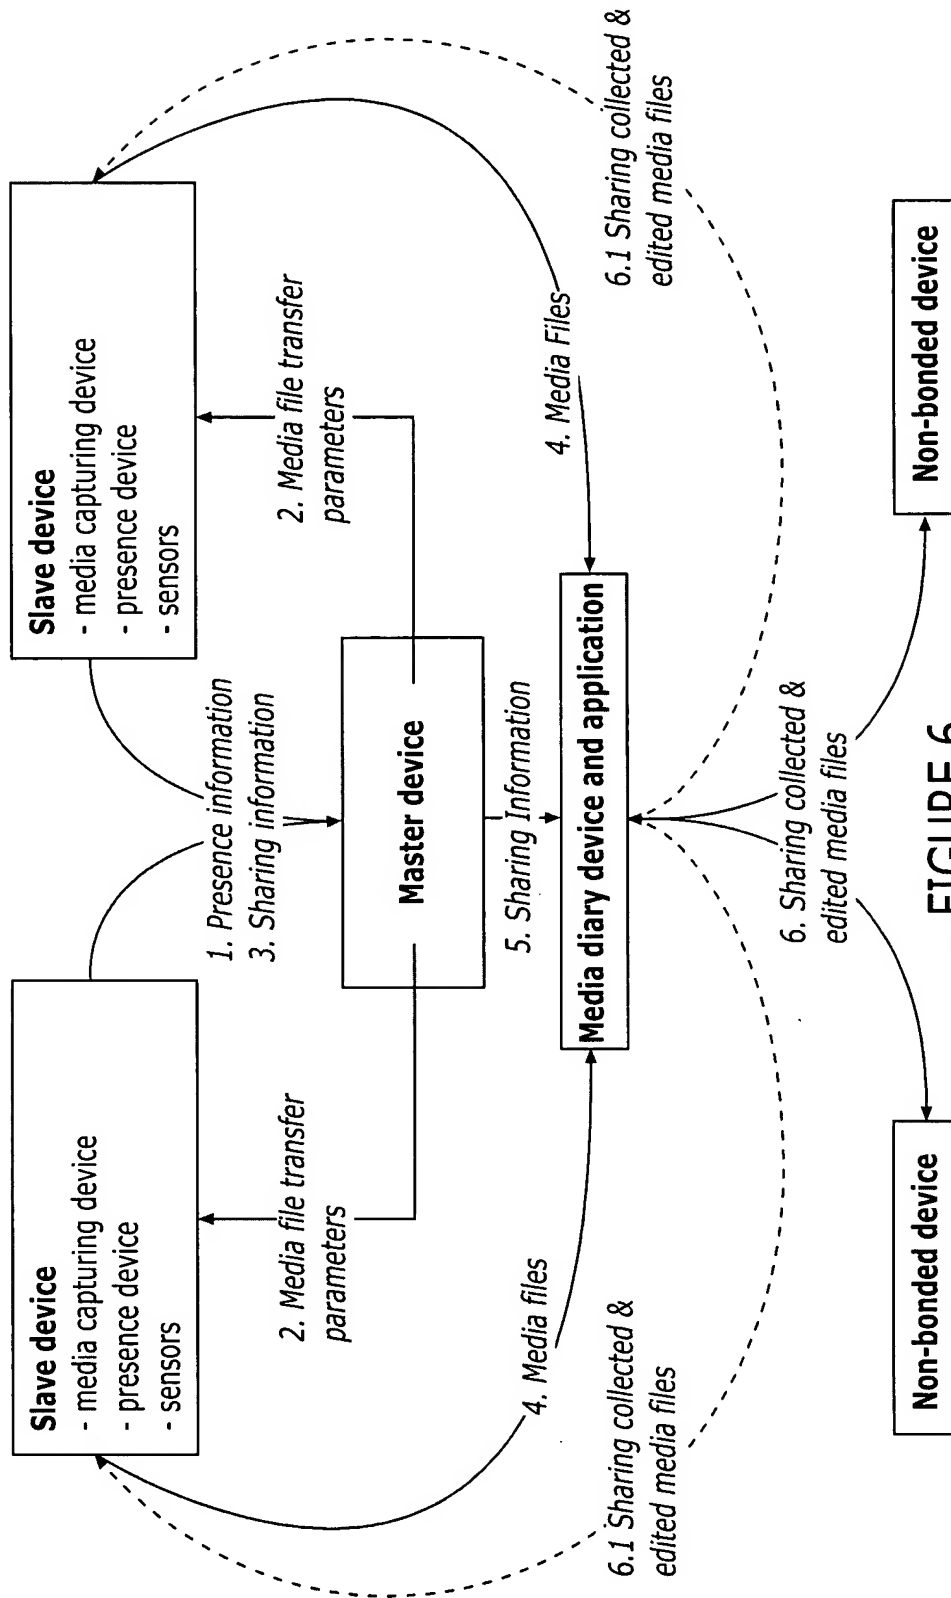 Slave device
- media capturing device
- presence device
- sensors
Slave device
- media capturing device
- presence device
- sensors
1. Presence information
3. Sharing information
2. Media file transfer
parameters
2. Media file transfer
parameters
Master device
4. Media files
5. Sharing Information
4. Media Files
Media diary device and application
6.1 Sharing collected &
edited media files
6.1 Sharing collected &
edited media files
6. Sharing collected &
edited media files
Non-bonded device
Non-bonded device
FIGURE 6